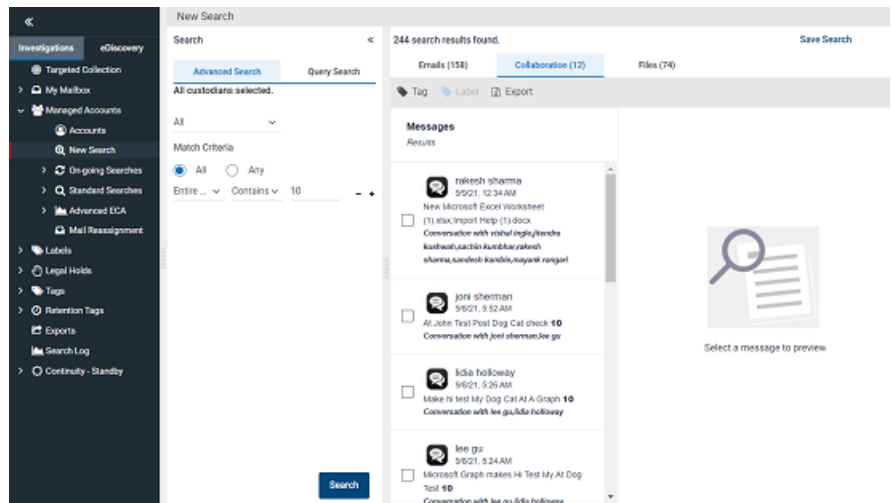 New Search
Investigations
eDiscovery
Targeted Collection
My Mailbox
Maneged Accounts
Accounts
New Search
On-going Searches
Standard Searches
Advanced ECA
Mail Reassignment
Labels
Legal Holds
Tags
Retention Tags
Exports
Search Log
Continuity - Standby
Search
Advanced Search
Query Search
All custodians selected.
All
Match Criteria
All
Any
Entire ...
Contains
10
Search
244 search results found.
Save Search
Emails (158)
Collaboration (12)
Files (74)
Tag
Label
Export
Messages
Results
rakesh sharma
9/9/21, 12:34 AM
New Microsoft Excel Worksheet
(1).xlsx,Import Help (1).docx
Conversation with vishal ingle,jitendra
kushwah,sachin kumbhar,rakesh
sharma,sandesh kamble,mayank rangari
joni sherman
9/6/21, 5:52 AM
At John Test Post Dog Cat check 10
Conversation with joni sherman,lee gu
lidia holloway
9/6/21, 5:26 AM
Make hi test My Dog Cat At A Graph 10
Conversation with lee gu,lidia holloway
lee gu
9/6/21, 5:24 AM
Microsoft Graph makes Hi Test My At Dog
Test 10
Conversation with lee gu,lidia holloway
Select a message to preview